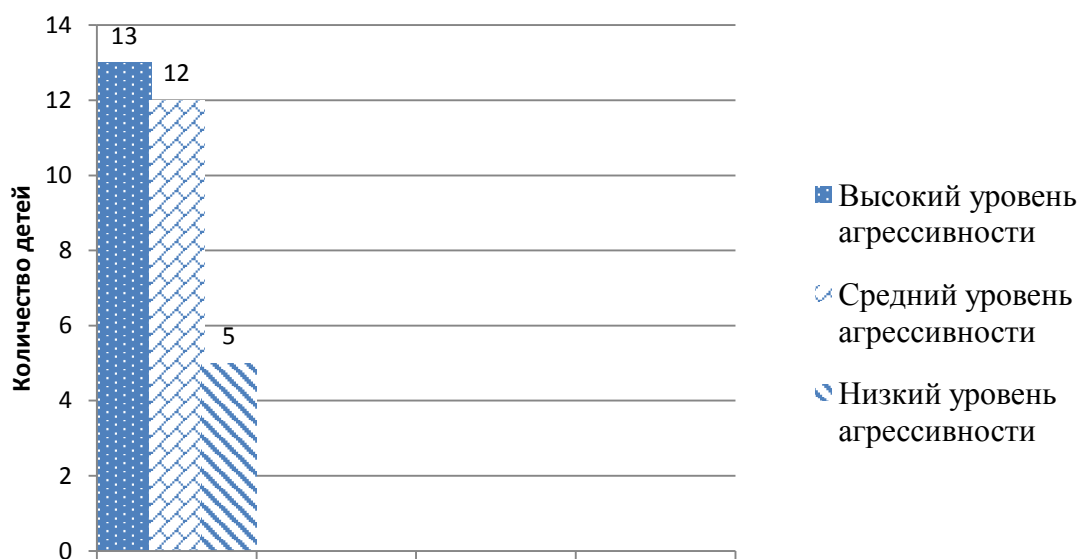 14
13
12
12
10
8
6
5
4
2
0
Количество детей
Высокий уровень
агрессивности
Средний уровень
агрессивности
Низкий уровень
агрессивности